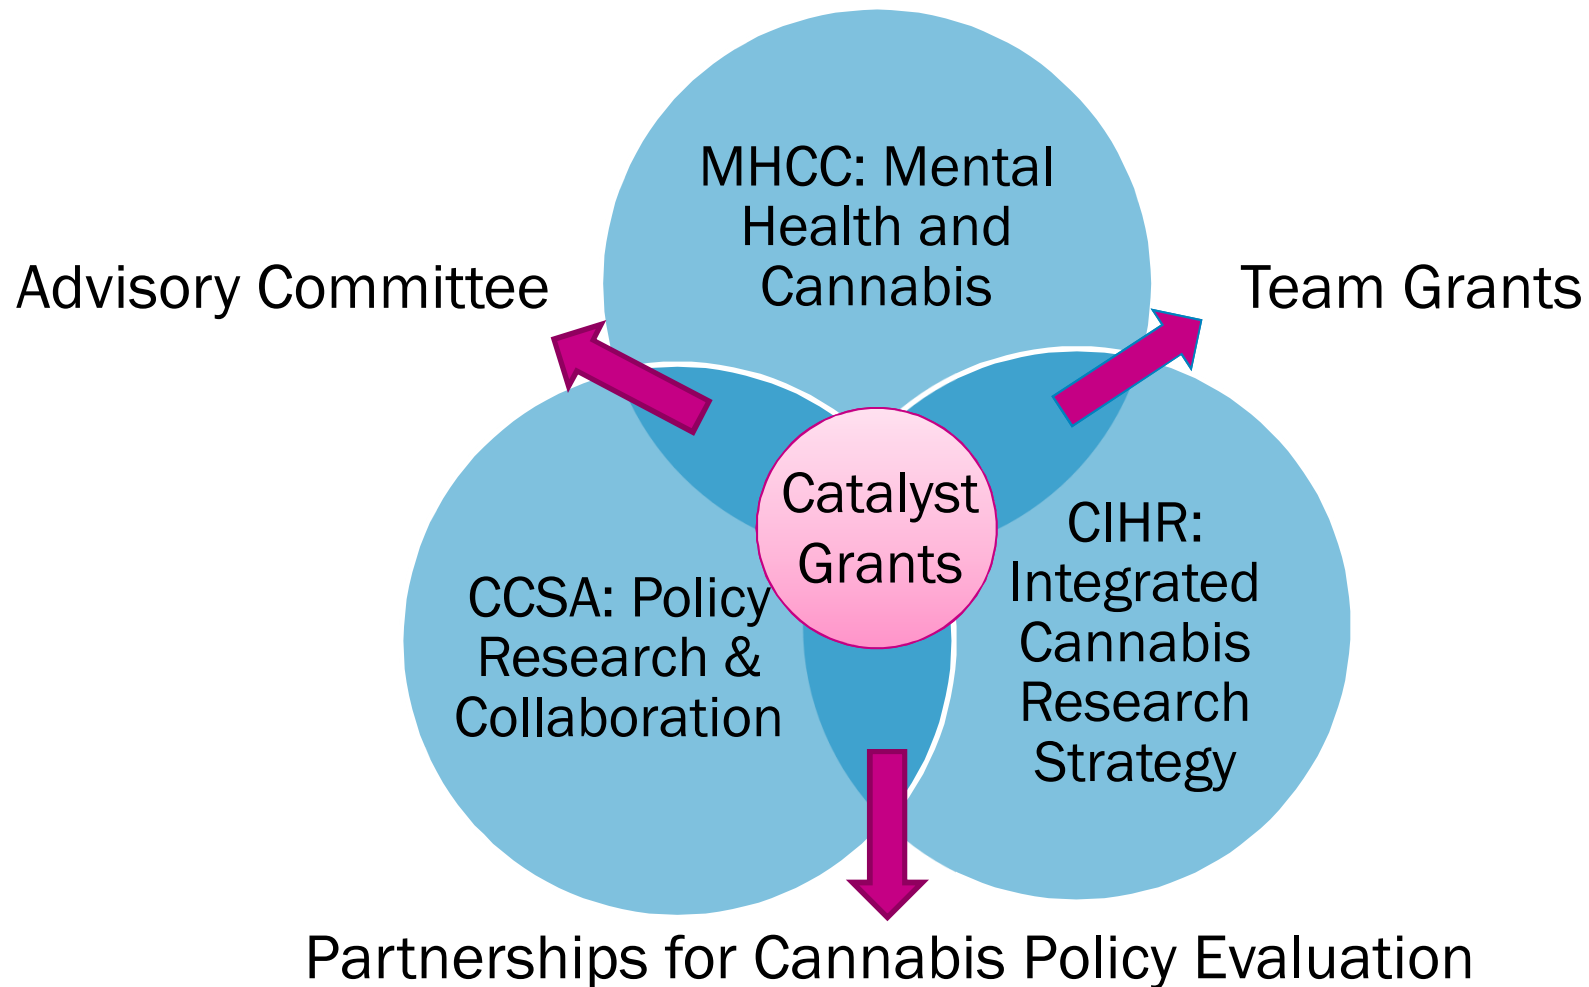 MHCC: Mental
Health and
Cannabis
Advisory Committee
Team Grants
Catalyst
Grants
CCSA: Policy
Research &
Collaboration
CIHR:
Integrated
Cannabis
Research
Strategy
Partnerships for Cannabis Policy Evaluation